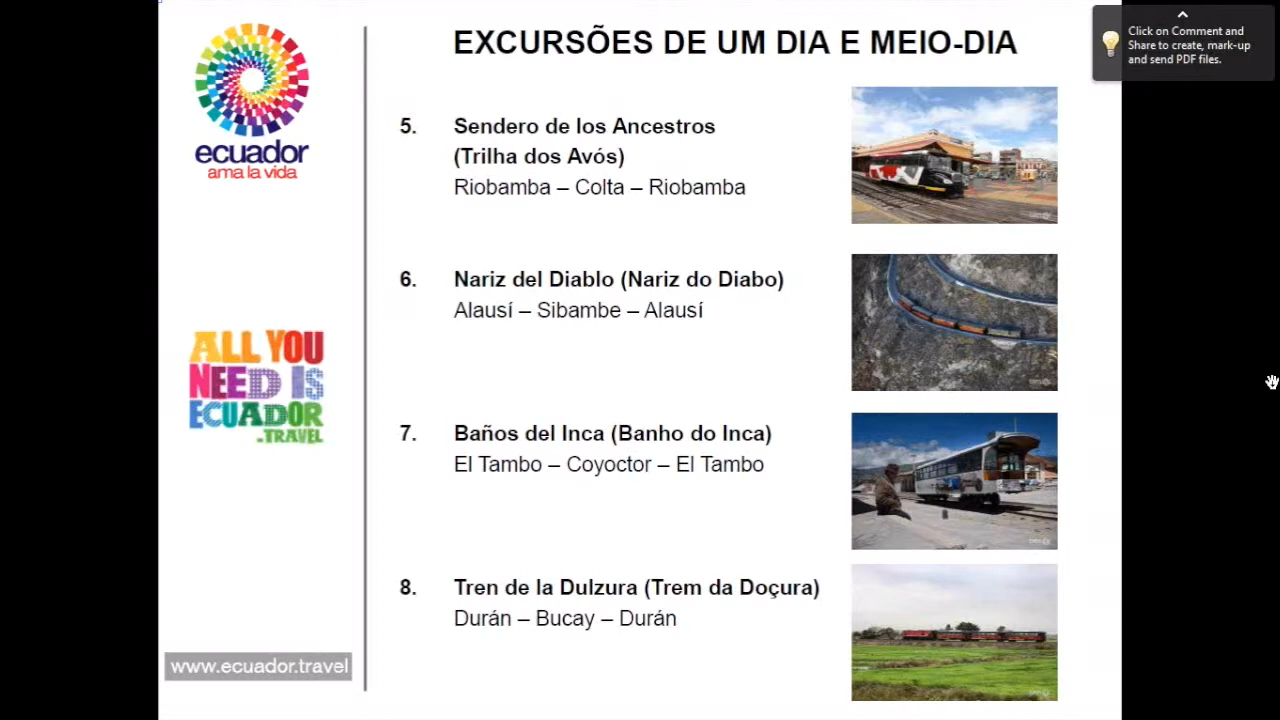 EXCURSÕES DE UM DIA E MEIO-DIA
Click on Comment and
Share to create, mark-up
and send PDF files.
ecuador
ama la vida
5. Sendero de los Ancestros
(Trilha dos Avós)
Riobamba – Colta – Riobamba
6. Nariz del Diablo (Nariz do Diabo)
Alausí – Sibambe – Alausí
ALL YOU
NEED IS
ECUADOR
.TRAVEL
7. Baños del Inca (Banho do Inca)
El Tambo – Coyoctor – El Tambo
8. Tren de la Dulzura (Trem da Doçura)
Durán – Bucay – Durán
www.ecuador.travel